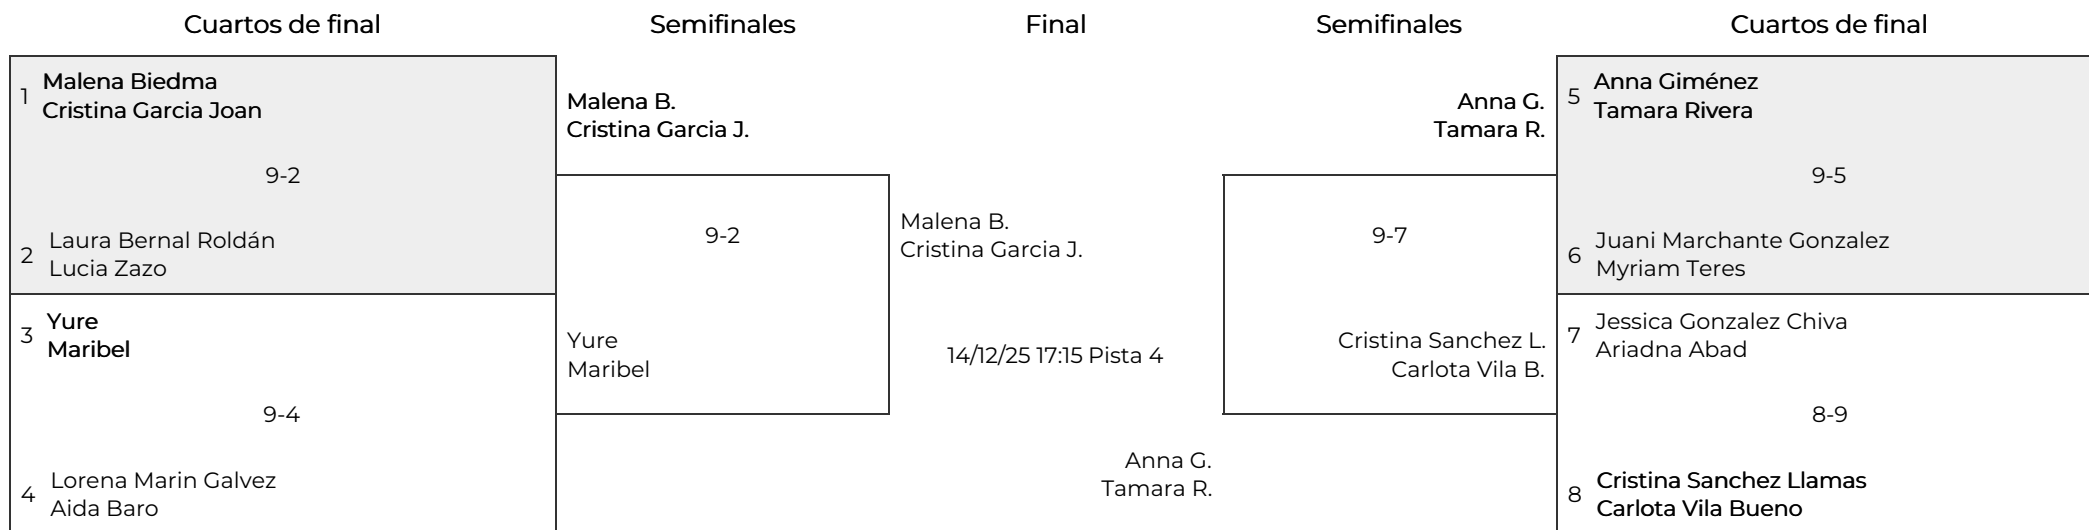 Cuartos de final
Semifinales
Final
Semifinales
Cuartos de final
1
Malena Biedma
Cristina Garcia Joan
9-2
2
Laura Bernal Roldán
Lucia Zazo
3
Yure
Maribel
9-4
4
Lorena Marin Galvez
Aida Baro
Malena B.
Cristina Garcia J.
9-2
Yure
Maribel
Malena B.
Cristina Garcia J.
14/12/25 17:15 Pista 4
Anna G.
Tamara R.
Anna G.
Tamara R.
9-7
Cristina Sanchez L.
Carlota Vila B.
5
Anna Giménez
Tamara Rivera
9-5
6
Juani Marchante Gonzalez
Myriam Teres
7
Jessica Gonzalez Chiva
Ariadna Abad
8-9
8
Cristina Sanchez Llamas
Carlota Vila Bueno